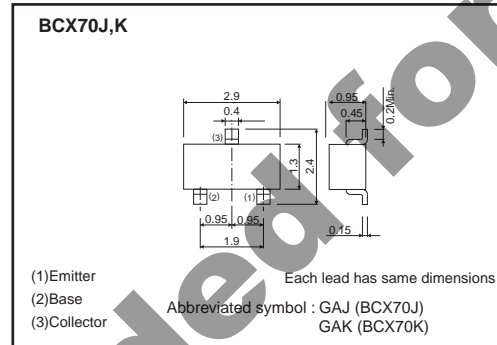 BCX70J,K
2.9
0.4
(3)
0.95
0.45
0.2Min.
1.3
2.4
(2)
(1)
0.95
0.95
1.9
0.15
(1)Emitter
(2)Base
(3)Collector
Each lead has same dimensions
Abbreviated symbol : GAJ (BCX70J)
GAK (BCX70K)
ded for